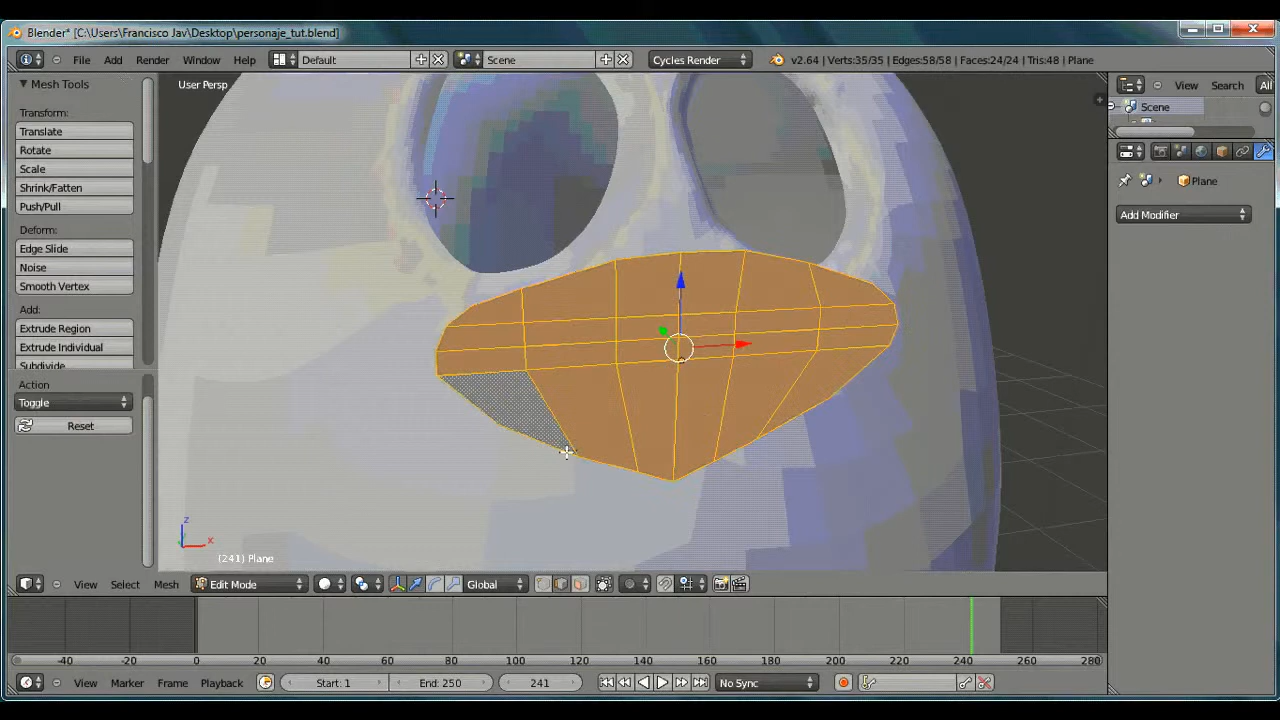 Blender* [C:\Users\Francisco Jav\Desktop\personaje_tut.blend]
File Add Render Window Help Default Scene Cycles Render v2.64 | Verts:35/35 | Edges:58/58 | Faces:24/24 | Tris:48 | Plane
Mesh Tools
Transform:
Translate
Rotate
Scale
Shrink/Fatten
Push/Pull
Deform:
Edge Slide
Noise
Smooth Vertex
Add:
Extrude Region
Extrude Individual
Subdivide
Action
Toggle
Reset
User Persp
z
x
(241) Plane
View Search All
Scene
Plane
Add Modifier
View Select Mesh Edit Mode Global
-40 -20 0 20 40 60 80 100 120 140 160 180 200 220 240 260 280
View Marker Frame Playback Start: 1 End: 250 241 No Sync